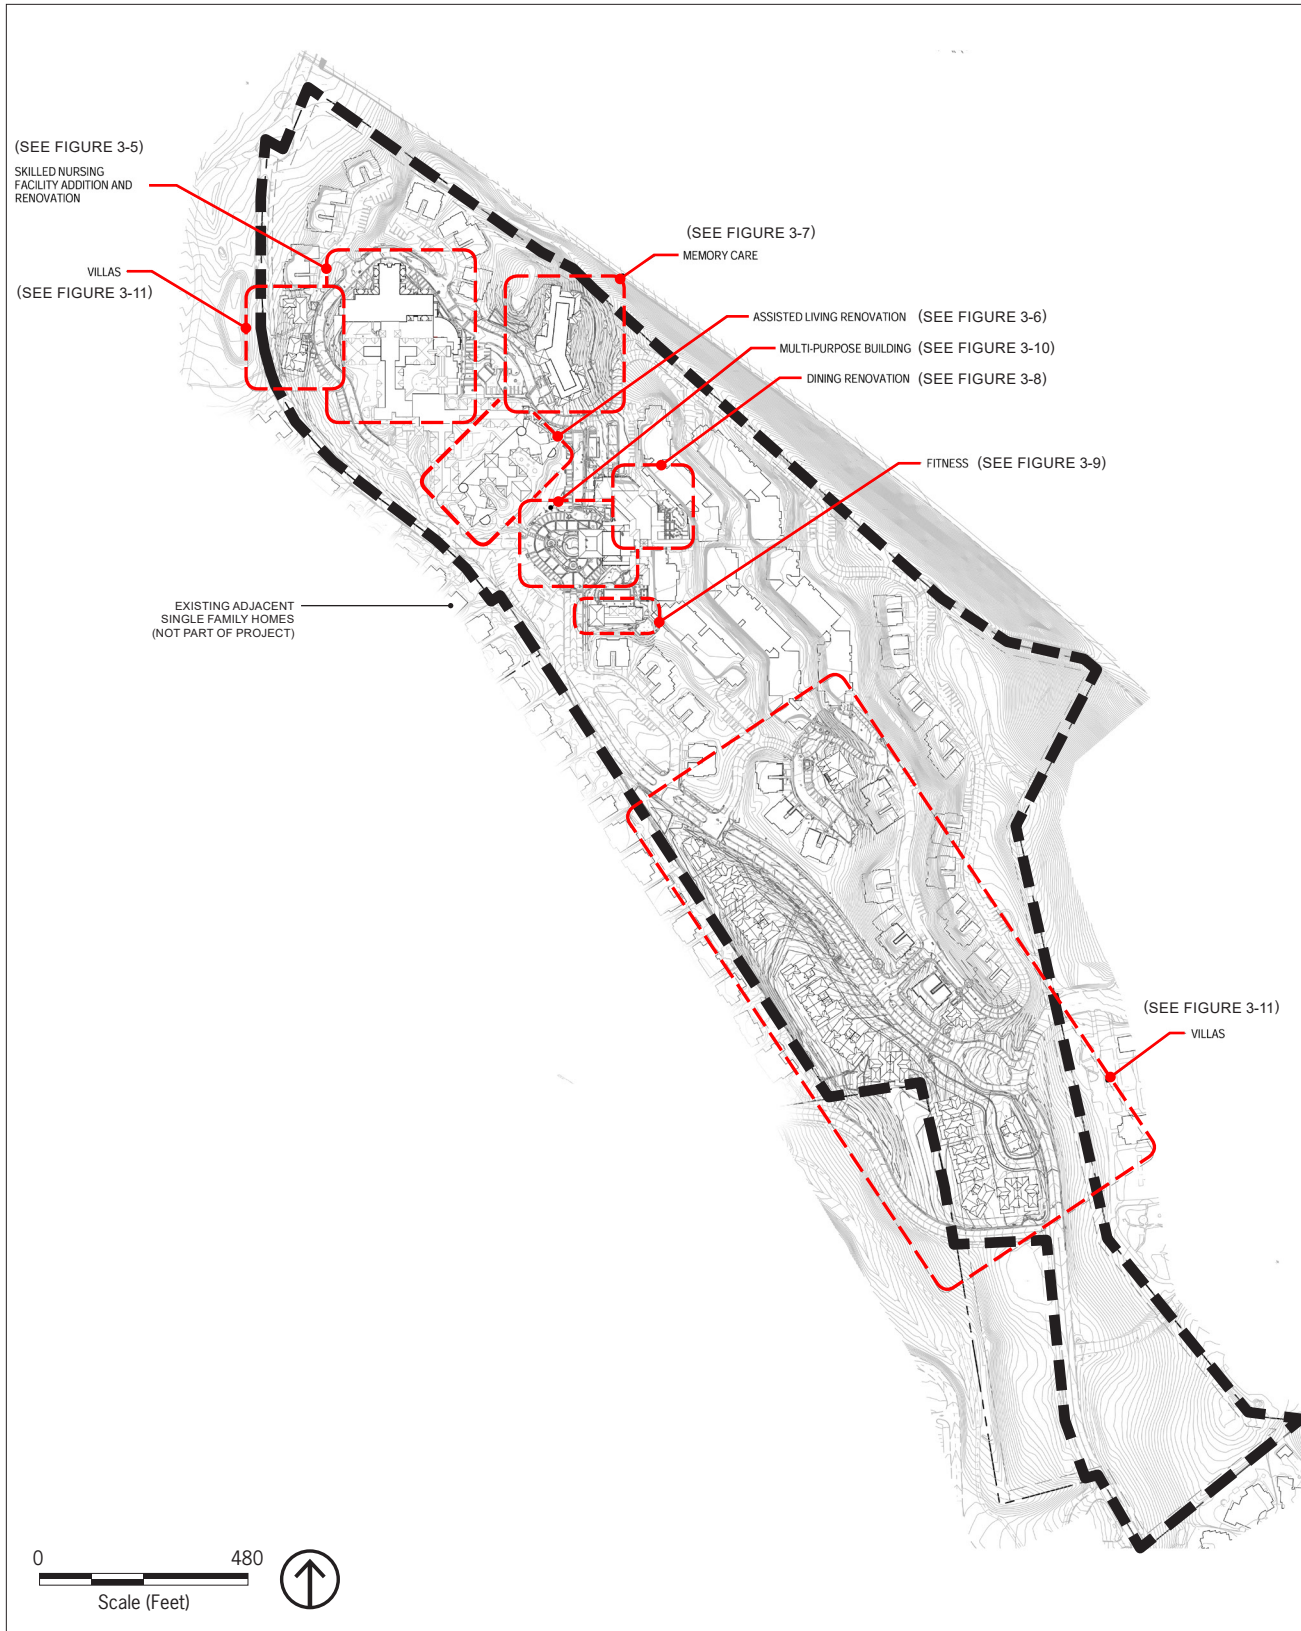 (SEE FIGURE 3-5)
SKILLED NURSING
FACILITY ADDITION AND
RENOVATION
VILLAS
(SEE FIGURE 3-11)
(SEE FIGURE 3-7)
MEMORY CARE
ASSISTED LIVING RENOVATION (SEE FIGURE 3-6)
MULTI-PURPOSE BUILDING (SEE FIGURE 3-10)
DINING RENOVATION (SEE FIGURE 3-8)
FITNESS (SEE FIGURE 3-9)
EXISTING ADJACENT
SINGLE FAMILY HOMES
(NOT PART OF PROJECT)
(SEE FIGURE 3-11)
VILLAS
0 480
Scale (Feet)